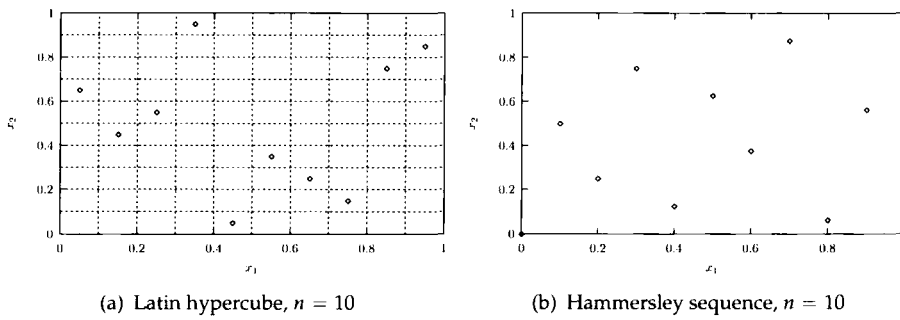 1
0.8
0.6
0.4
0.2
0
x₂
0 0.2 0.4 0.6 0.8 1
x₁
(a) Latin hypercube, n = 10
1
0.8
0.6
0.4
0.2
0
x₂
0.2 0.4 0.6 0.8
x₁
(b) Hammersley sequence, n = 10